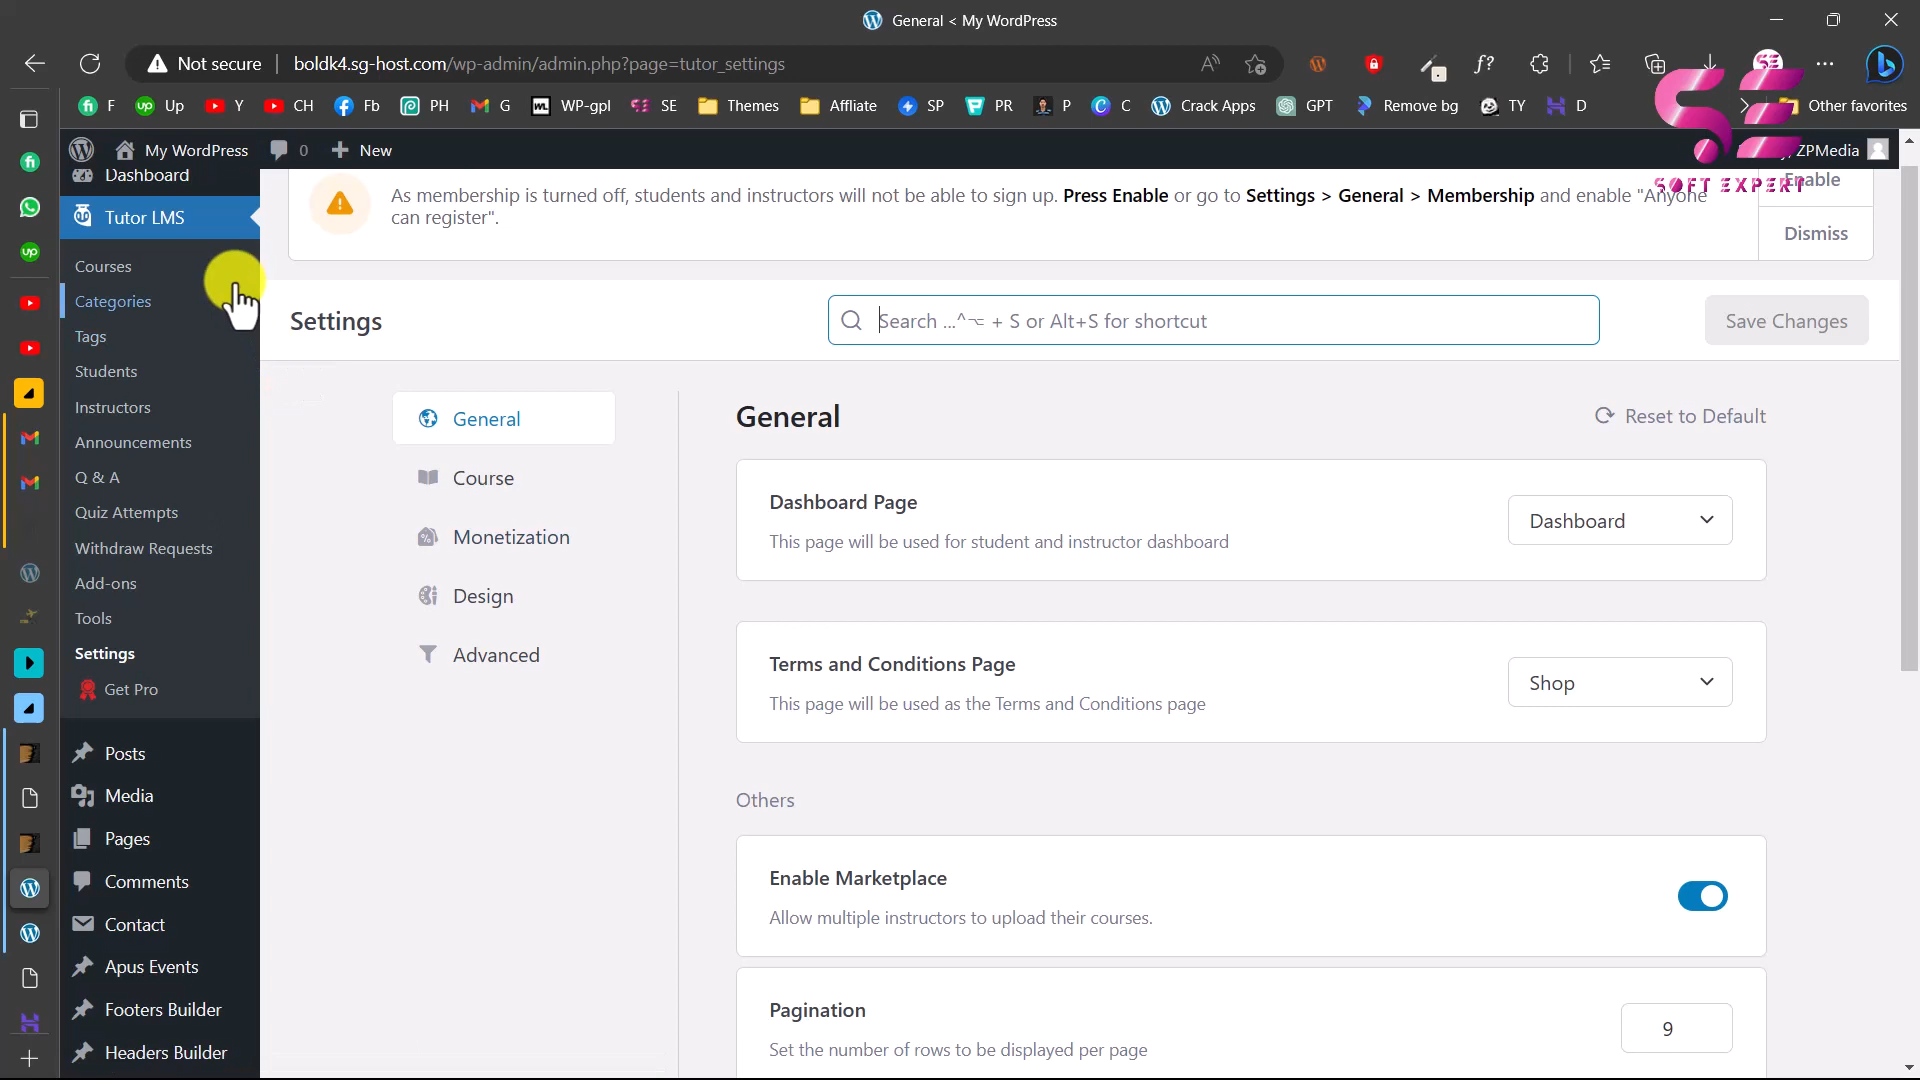 General < My WordPress
Not secure
boldk4.sg-host.com/wp-admin/admin.php?page=tutor_settings
F Up Y CH Fb PH G WP-gpl SE Themes Affliate SP PR P C Crack Apps GPT Remove bg TY D Other favorites
My WordPress 0 New ZPMedia
SOFT EXPERT
Dashboard
Tutor LMS
Courses
Categories
Tags
Students
Instructors
Announcements
Q & A
Quiz Attempts
Withdraw Requests
Add-ons
Tools
Settings
Get Pro
Posts
Media
Pages
Comments
Contact
Apus Events
Footers Builder
Headers Builder
As membership is turned off, students and instructors will not be able to sign up. Press Enable or go to Settings > General > Membership and enable "Anyone
can register".
Enable
Dismiss
Settings
Search ...^⌥ + S or Alt+S for shortcut
Save Changes
General
Course
Monetization
Design
Advanced
General
Reset to Default
Dashboard Page
This page will be used for student and instructor dashboard
Dashboard
Terms and Conditions Page
This page will be used as the Terms and Conditions page
Shop
Others
Enable Marketplace
Allow multiple instructors to upload their courses.
Pagination
Set the number of rows to be displayed per page
9